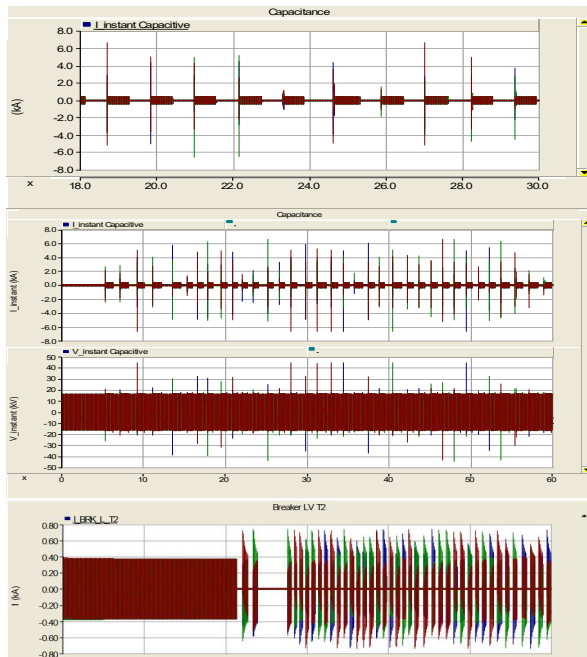 Capacitance
I_instant Capacitive
8.0
6.0
4.0
2.0
0.0
-2.0
-4.0
-6.0
-8.0
(kA)
× 18.0 20.0 22.0 24.0 26.0 28.0 30.0
Capacitance
I_instant Capacitive
8.0
6.0
4.0
2.0
0.0
-2.0
-4.0
-6.0
-8.0
I_instant (kA)
V_instant Capacitive
50
40
30
20
10
0
-10
-20
-30
-40
-50
V_instant (kV)
× 0 10 20 30 40 50 60
Breaker LV T2
I_BRK_L_T2
0.80
0.60
0.40
0.20
0.00
-0.20
-0.40
-0.60
-0.80
I (kA)